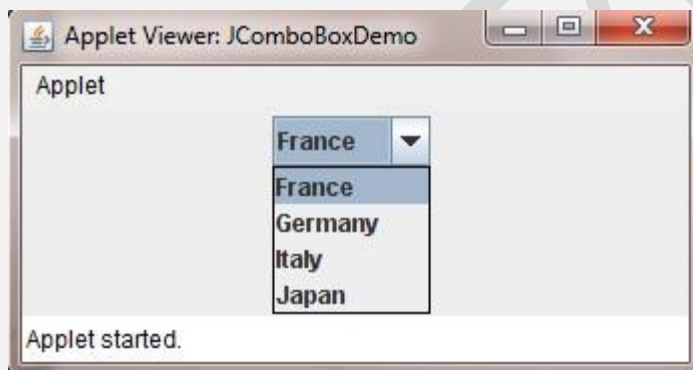 Applet Viewer: JComboBoxDemo
Applet
France
France
Germany
Italy
Japan
Applet started.